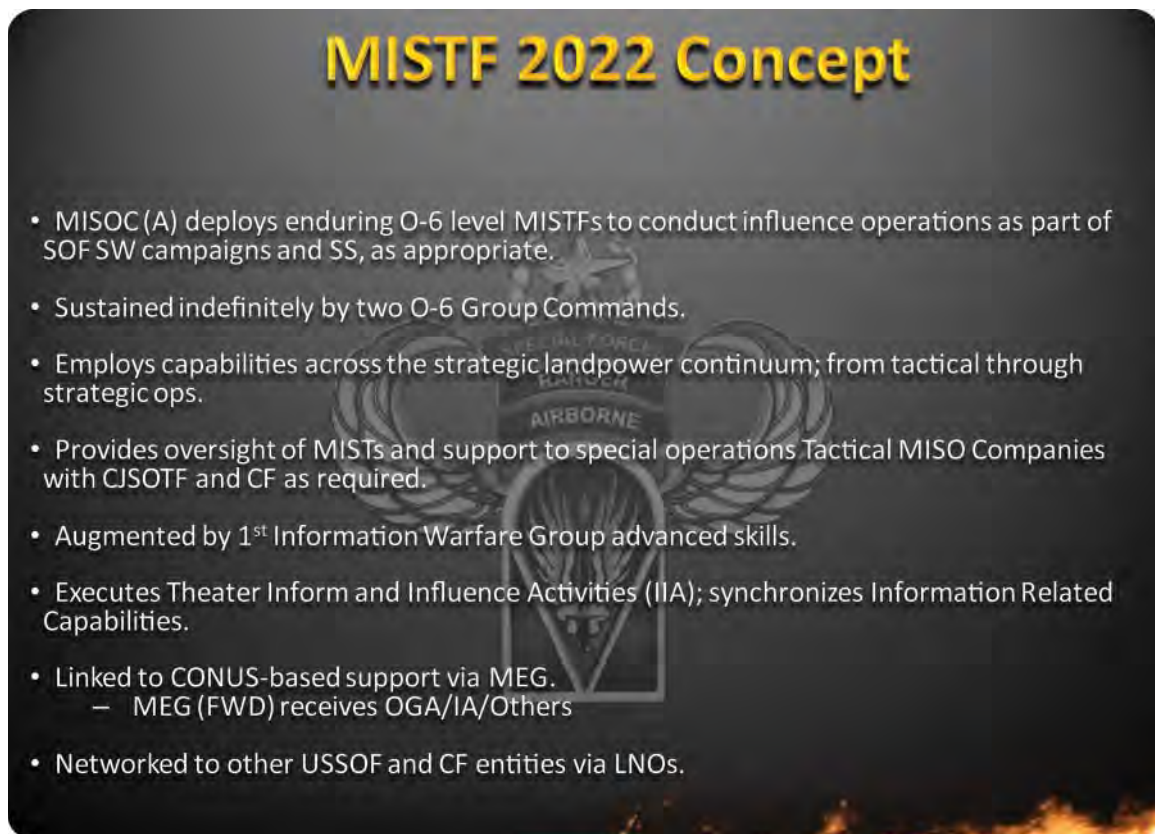 MISTF 2022 Concept
• MISOC (A) deploys enduring O-6 level MISTFs to conduct influence operations as part of
SOF SW campaigns and SS, as appropriate.
• Sustained indefinitely by two O-6 Group Commands.
• Employs capabilities across the strategic landpower continuum; from tactical through
strategic ops.
• Provides oversight of MISTs and support to special operations Tactical MISO Companies
with CJSOTF and CF as required.
• Augmented by 1st Information Warfare Group advanced skills.
• Executes Theater Inform and Influence Activities (IIA); synchronizes Information Related
Capabilities.
• Linked to CONUS-based support via MEG.
– MEG (FWD) receives OGA/IA/Others
• Networked to other USSOF and CF entities via LNOs.
SPECIAL FORCES
RANGER
AIRBORNE